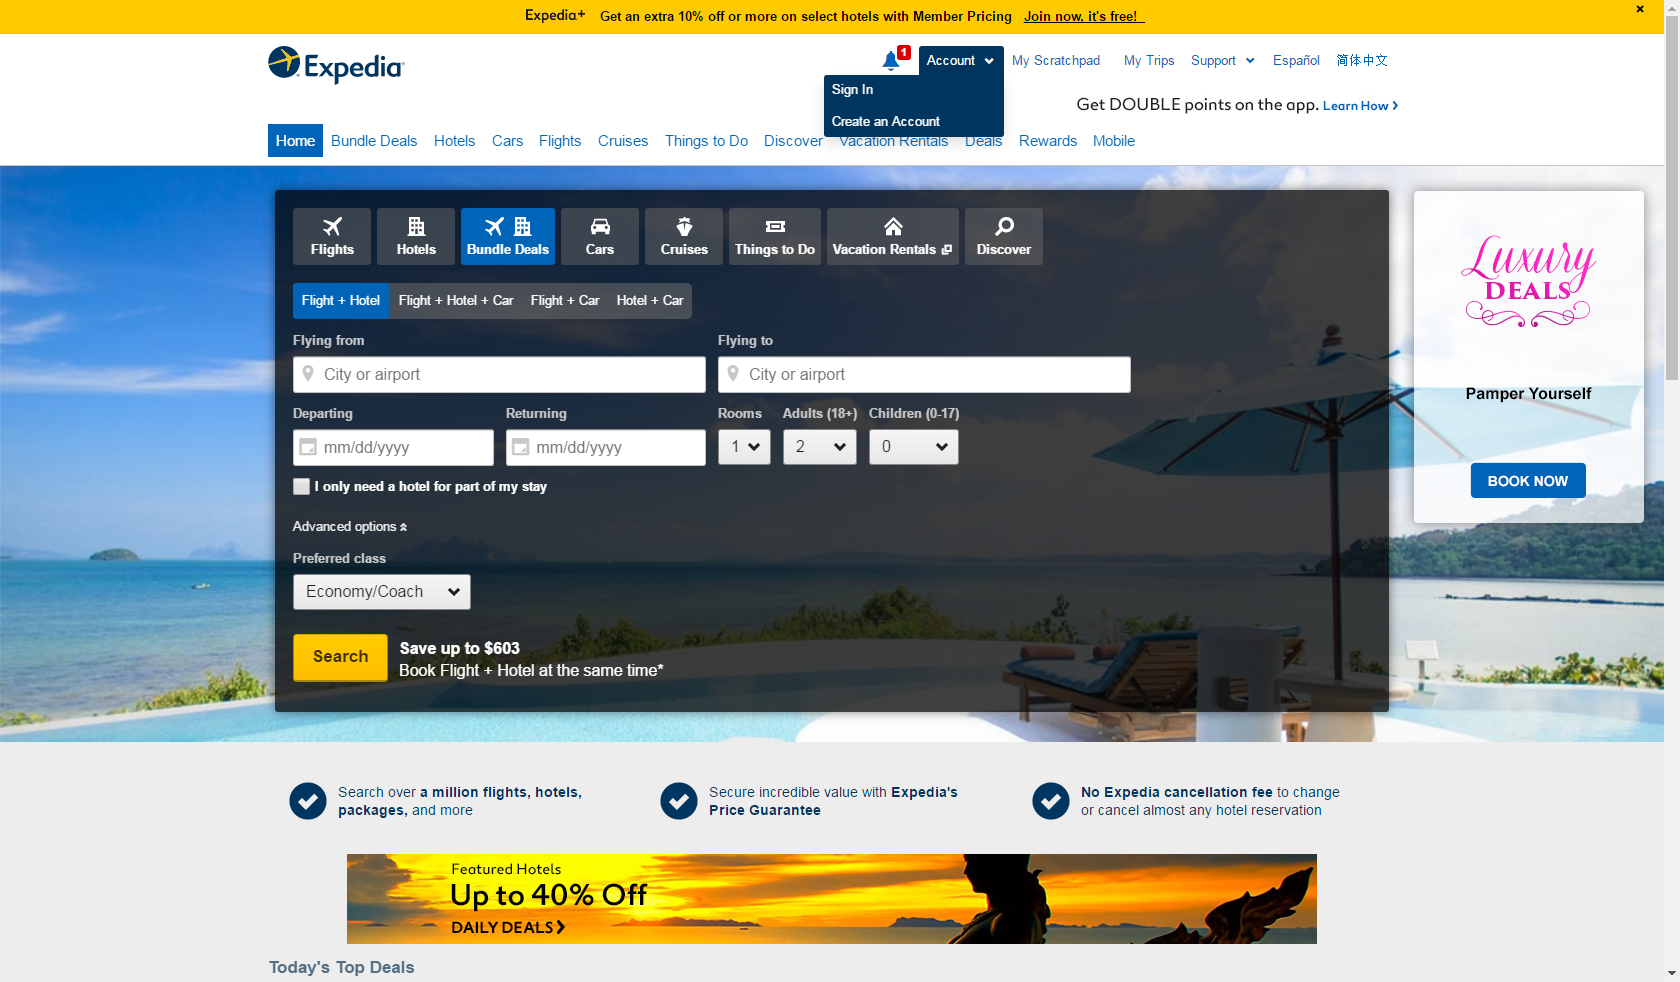 Expedia+ Get an extra 10% off or more on select hotels with Member Pricing Join now, it's free!
Expedia
1
Account
My Scratchpad
My Trips
Support
Español
简体中文
Sign In
Create an Account
Get DOUBLE points on the app. Learn How
Home
Bundle Deals
Hotels
Cars
Flights
Cruises
Things to Do
Discover
Vacation Rentals
Deals
Rewards
Mobile
Flights
Hotels
Bundle Deals
Cars
Cruises
Things to Do
Vacation Rentals
Discover
Flight + Hotel
Flight + Hotel + Car
Flight + Car
Hotel + Car
Flying from
Flying to
City or airport
City or airport
Departing
Returning
Rooms
Adults (18+)
Children (0-17)
mm/dd/yyyy
mm/dd/yyyy
1
2
0
I only need a hotel for part of my stay
Advanced options
Preferred class
Economy/Coach
Search
Save up to $603
Book Flight + Hotel at the same time*
Luxury
DEALS
Pamper Yourself
BOOK NOW
Search over a million flights, hotels,
packages, and more
Secure incredible value with Expedia's
Price Guarantee
No Expedia cancellation fee to change
or cancel almost any hotel reservation
Featured Hotels
Up to 40% Off
DAILY DEALS
Today's Top Deals